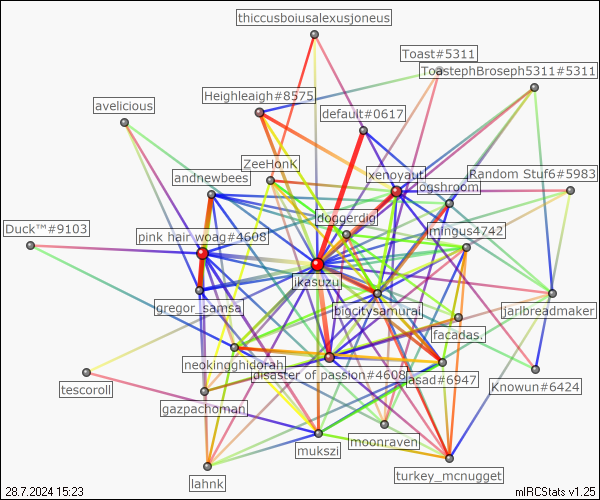 thiccusboiusalexusjoneus
Toast#5311
ToastephBroseph5311#5311
Heighleaigh#8575
avelicious
default#0617
ZeeHonK
xenoyaut
Random Stuf6#5983
andnewbees
ogshroom.
doggerdig
Duck™#9103
pink hair woag#4608
mingus4742
ikasuzu
gregor_samsa
bigcitysamurai
jarlbreadmaker
facadas.
neokingghidorah
disaster of passion#4608
asad#6947
Knowun#6424
tescoroll
gazpachoman
mukszi
moonraven
lahnk
turkey_mcnugget
28.7.2024 15:23
mIRCStats v1.25